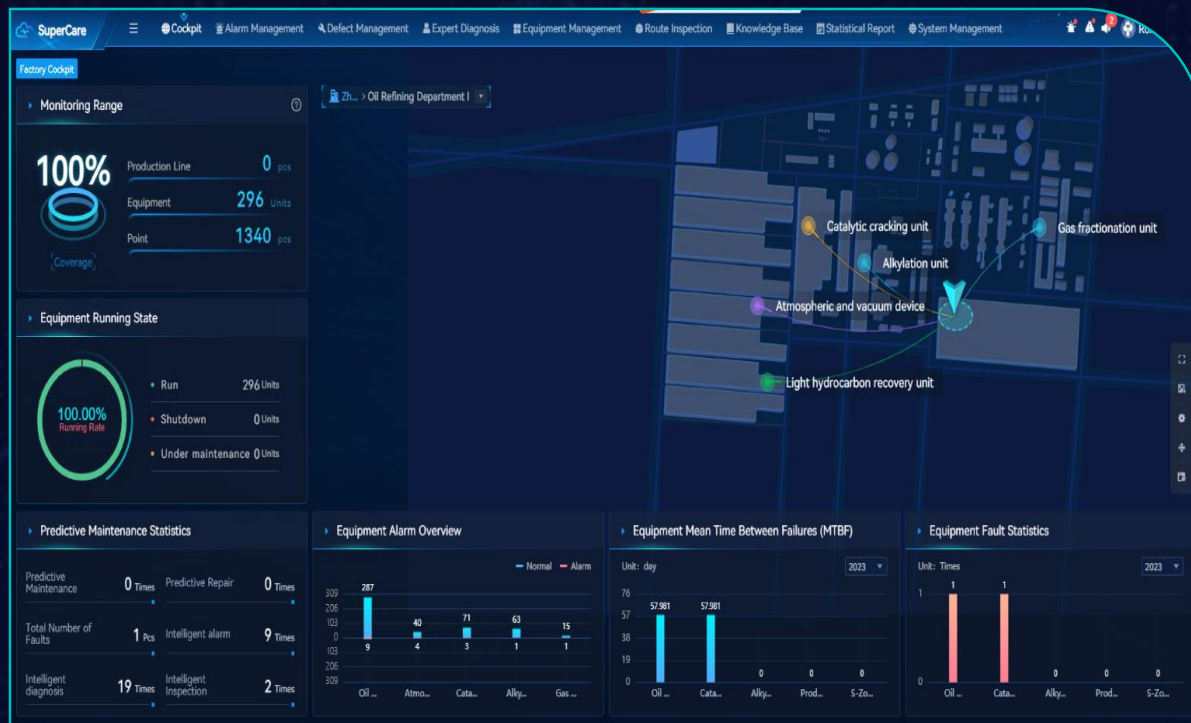 SuperCare
Cockpit
Alarm Management
Defect Management
Expert Diagnosis
Equipment Management
Route Inspection
Knowledge Base
Statistical Report
System Management
2
Factory Cockpit
Monitoring Range
?
100%
[Coverage]
Production Line 0 pcs
Equipment 296 Units
Point 1340 pcs
Zh... > Oil Refining Department I
Catalytic cracking unit
Gas fractionation unit
Alkylation unit
Atmospheric and vacuum device
Light hydrocarbon recovery unit
Equipment Running State
100.00%
Running Rate
Run 296 Units
Shutdown 0 Units
Under maintenance 0 Units
Predictive Maintenance Statistics
Predictive Maintenance 0 Times
Predictive Repair 0 Times
Total Number of Faults 1 Pcs
Intelligent alarm 9 Times
Intelligent diagnosis 19 Times
Intelligent Inspection 2 Times
Equipment Alarm Overview
Normal Alarm
309
206
103
0
103
206
309
287 40 71 63 15
9 4 3 1 1
Oil ... Atmo... Cata... Alky... Gas ...
Equipment Mean Time Between Failures (MTBF)
Unit: day
2023
76
57
38
19
0
57.981 57.981 0 0 0
Oil ... Cata... Alky... Prod... S-Zo...
Equipment Fault Statistics
Unit: Times
2023
1
0
1 1 0 0 0
Oil ... Cata... Alky... Prod... S-Zo...